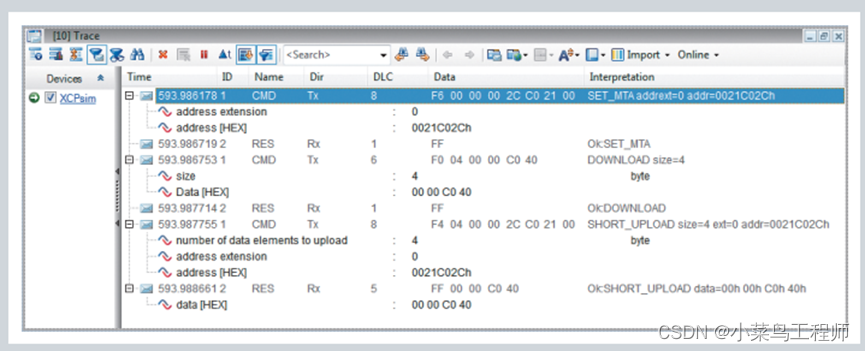 [10] Trace
<Search>
Import
Online
Devices
XCPsim
Time ID Name Dir DLC Data Interpretation
593.986178 1 CMD Tx 8 F6 00 00 00 2C C0 21 00 SET_MTA addrext=0 addr=0021C02Ch
address extension : 0
address [HEX] : 0021C02Ch
593.986719 2 RES Rx 1 FF Ok:SET_MTA
593.986753 1 CMD Tx 6 F0 04 00 00 C0 40 DOWNLOAD size=4
size : 4 byte
Data [HEX] : 00 00 C0 40
593.987714 2 RES Rx 1 FF Ok:DOWNLOAD
593.987755 1 CMD Tx 8 F4 04 00 00 2C C0 21 00 SHORT_UPLOAD size=4 ext=0 addr=0021C02Ch
number of data elements to upload : 4 byte
address extension : 0
address [HEX] : 0021C02Ch
593.988661 2 RES Rx 5 FF 00 00 C0 40 Ok:SHORT_UPLOAD data=00h 00h C0h 40h
data [HEX] : 00 00 C0 40
CSDN @小菜鸟工程师